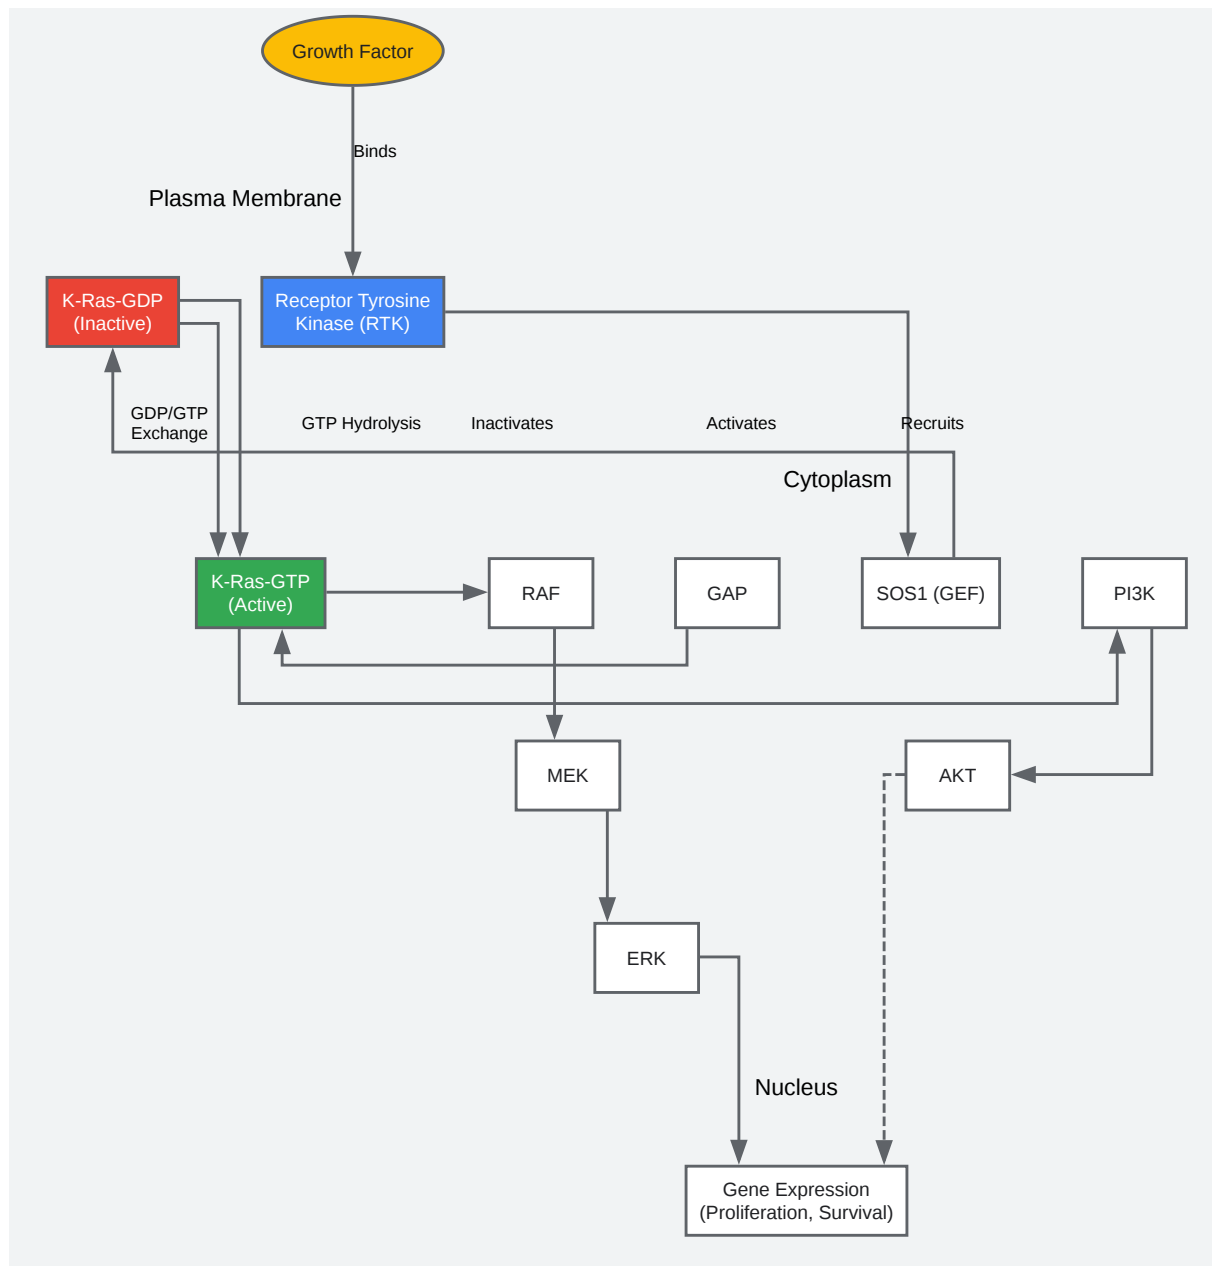 Growth Factor
Binds
Plasma Membrane
K-Ras-GDP
(Inactive)
Receptor Tyrosine
Kinase (RTK)
GDP/GTP
Exchange
GTP Hydrolysis
Inactivates
Activates
Recruits
Cytoplasm
K-Ras-GTP
(Active)
RAF
GAP
SOS1 (GEF)
PI3K
MEK
AKT
ERK
Nucleus
Gene Expression
(Proliferation, Survival)